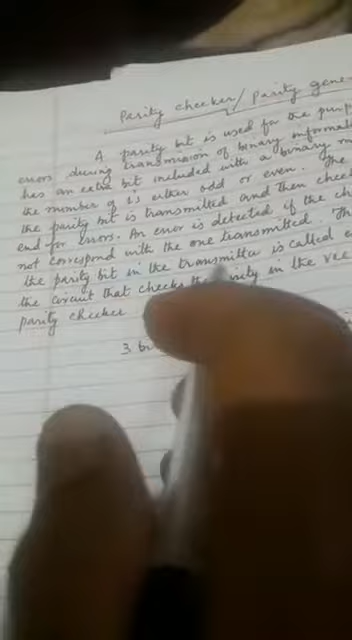 Parity checker / Parity gene
A parity bit is used for the purp
errors during transmission of binary informa
has an extra bit included with a binary m
the number of 1's either odd or even. The
the parity bit is transmitted and then chec
end for errors. An error is detected if the ch
not correspond with the one transmitted. Th
the parity bit in the transmitter is called
the circuit that checks the parity in the rec
parity checker
3 bi